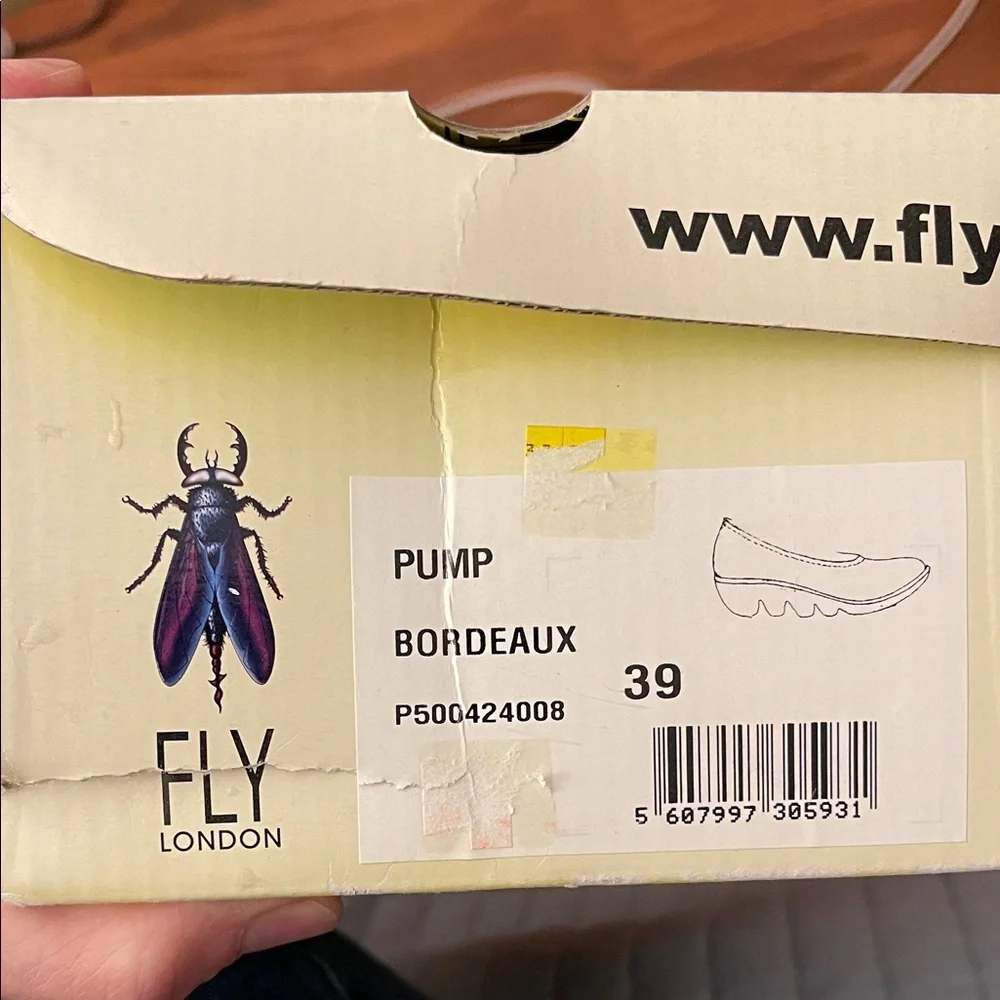 www.fly
PUMP
BORDEAUX
39
P500424008
5 607997 305931
FLY
LONDON